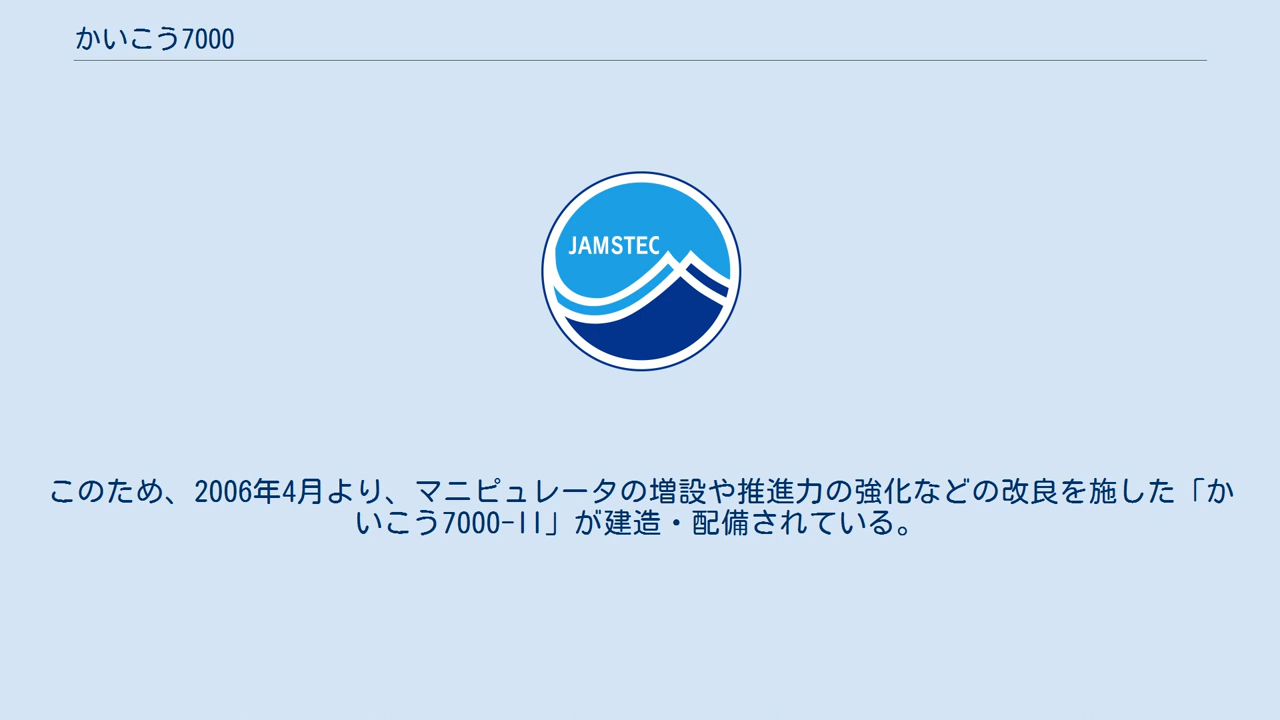 かいこう7000
JAMSTEC
このため、2006年4月より、マニピュレータの増設や推進力の強化などの改良を施した「か
いこう7000-II」が建造・配備されている。